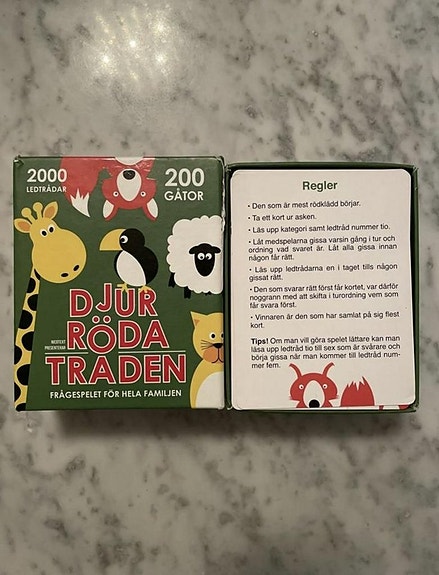 2000
LEDTRÅDAR
200
GÅTOR
DJUR
RÖDA
NEOTEXT
PRESENTERAR
TRÅDEN
FRÅGESPELET FÖR HELA FAMILJEN
Regler
• Den som är mest rödklädd börjar.
• Ta ett kort ur asken.
• Läs upp kategori samt ledtråd nummer tio.
• Låt medspelarna gissa varsin gång i tur och
ordning vad svaret är. Låt alla gissa innan
någon får rätt.
• Läs upp ledtrådarna en i taget tills någon
gissat rätt.
• Den som svarar rätt först får kortet, var därför
noggrann med att skifta i turordning vem som
får svara först.
• Vinnaren är den som har samlat på sig flest
kort.
Tips! Om man vill göra spelet lättare kan man
läsa upp ledtråd tio till sex som är svårare och
börja gissa när man kommer till ledtråd num-
mer fem.